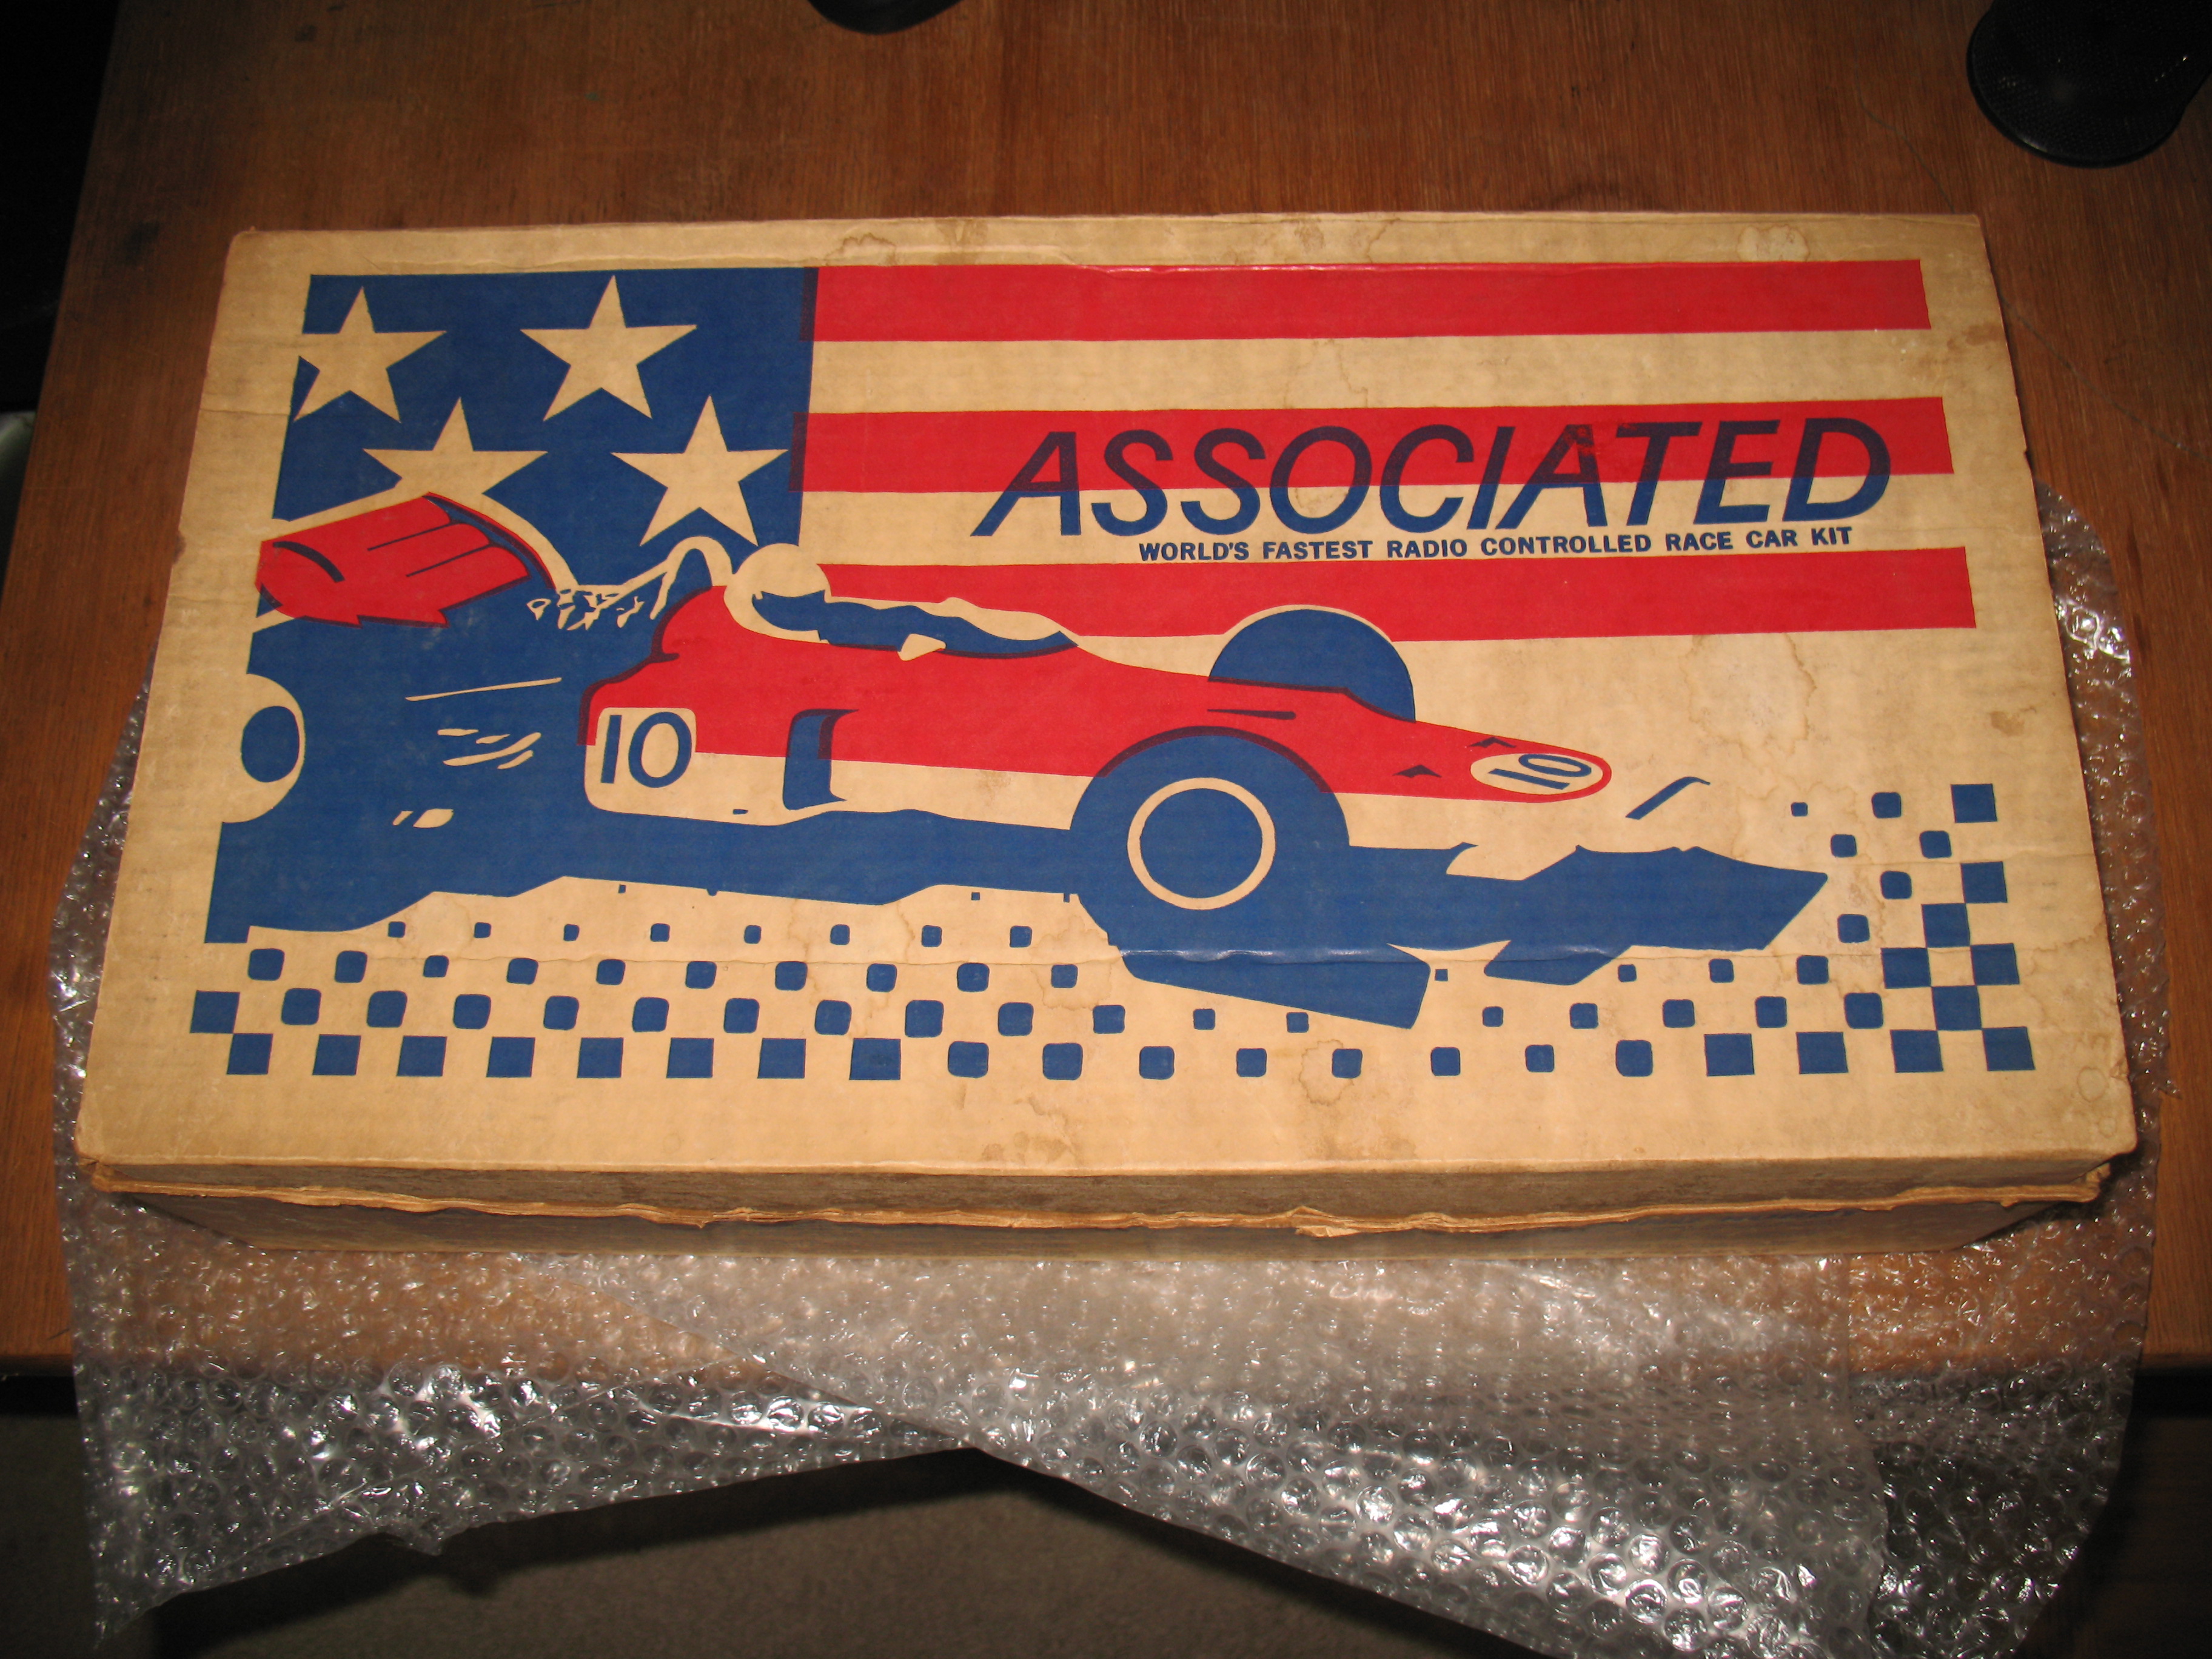 ASSOCIATED
WORLD'S FASTEST RADIO CONTROLLED RACE CAR KIT
10
10